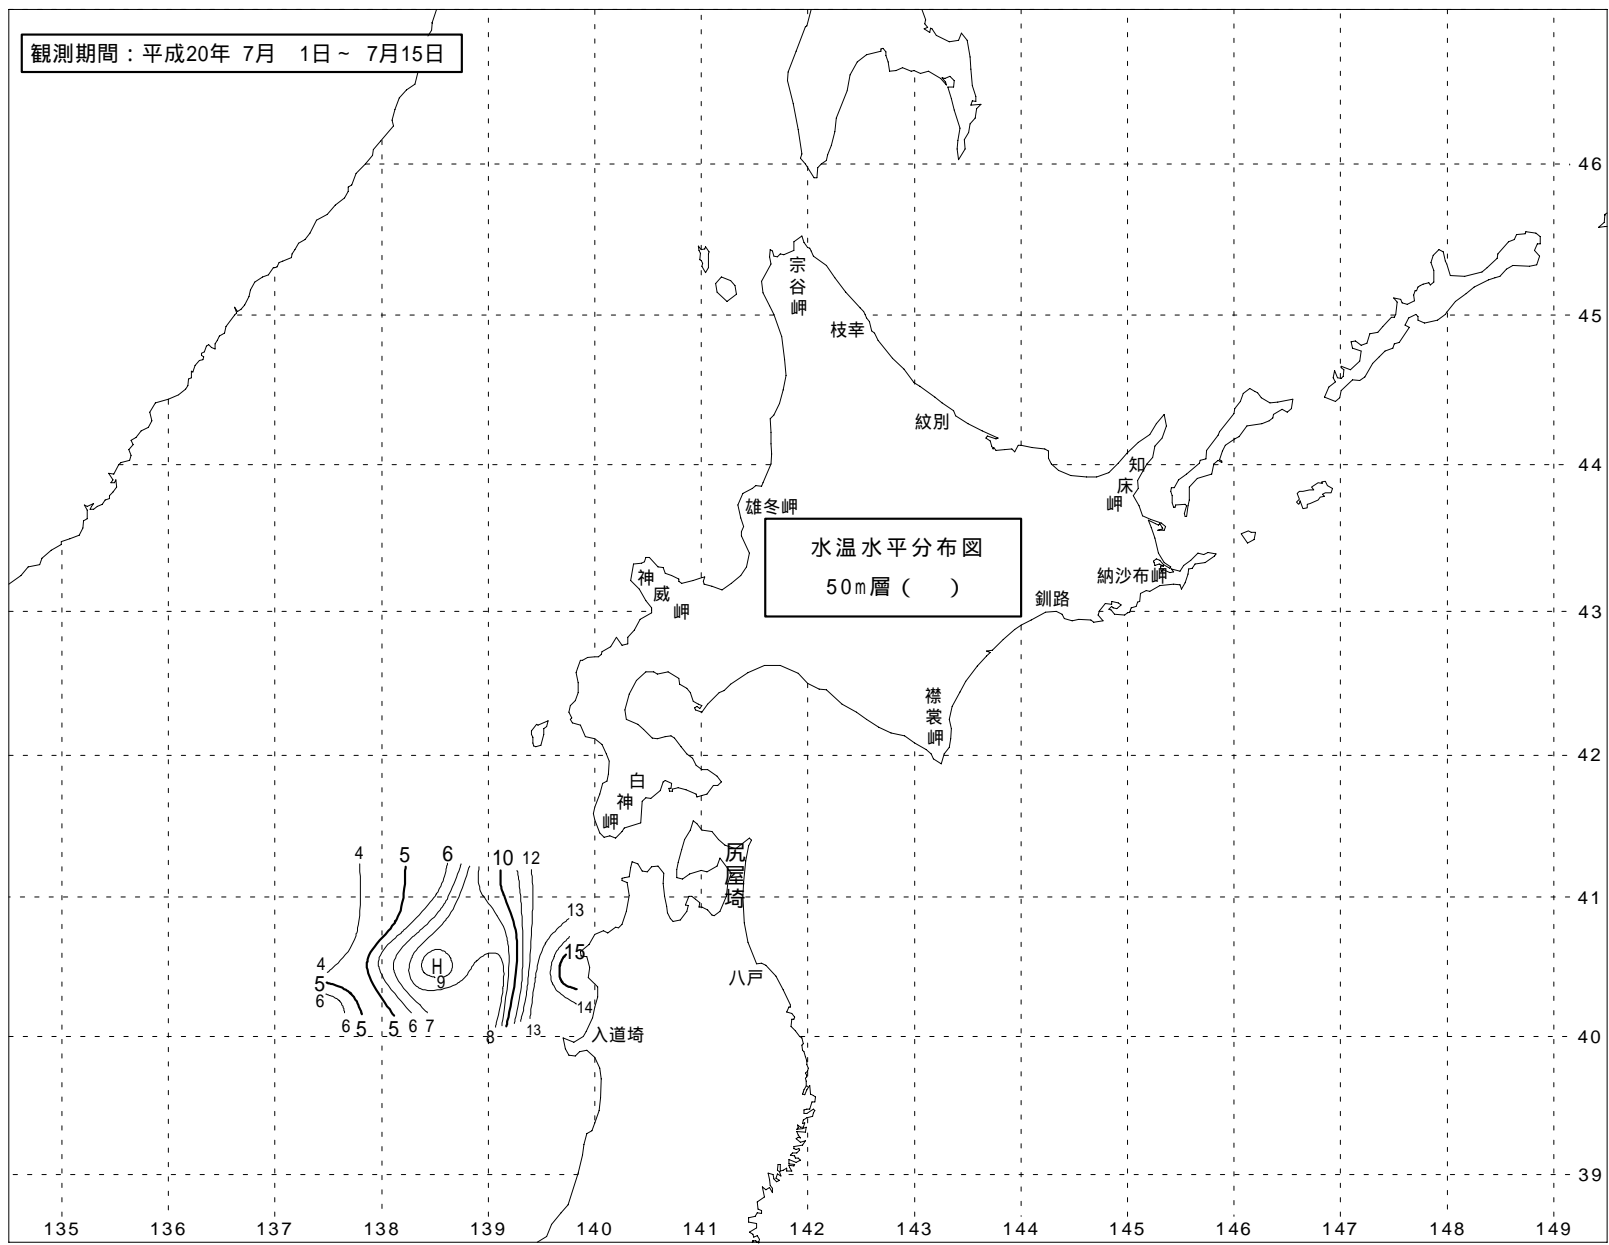 観測期間：平成20年 7月　1日～ 7月15日
46
宗谷岬
45
枝幸
紋別
44
知床岬
雄冬岬
水温水平分布図
50m層（　）
納沙布岬
神威岬
釧路
43
襟裳岬
42
白神岬
4
5
6
10
12
尻屋埼
41
13
15
4
H
9
八戸
5
6
14
6
5
5
6
7
8
13
入道埼
40
39
135
136
137
138
139
140
141
142
143
144
145
146
147
148
149